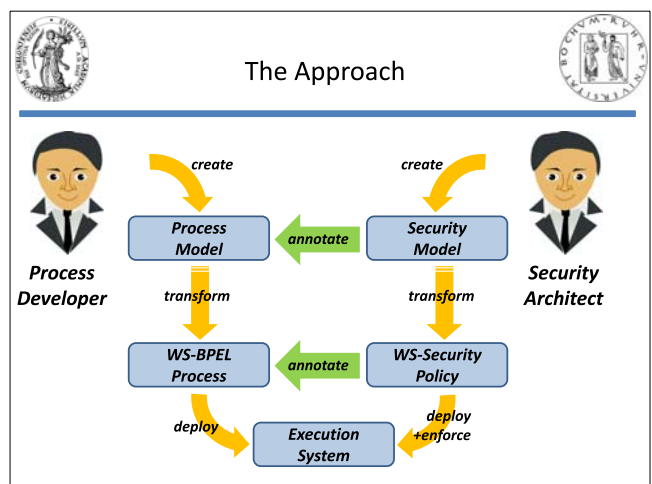 The Approach
create
create
Process
Model
annotate
Security
Model
Process
Developer
Security
Architect
transform
transform
WS-BPEL
Process
annotate
WS-Security
Policy
deploy
deploy
+enforce
Execution
System